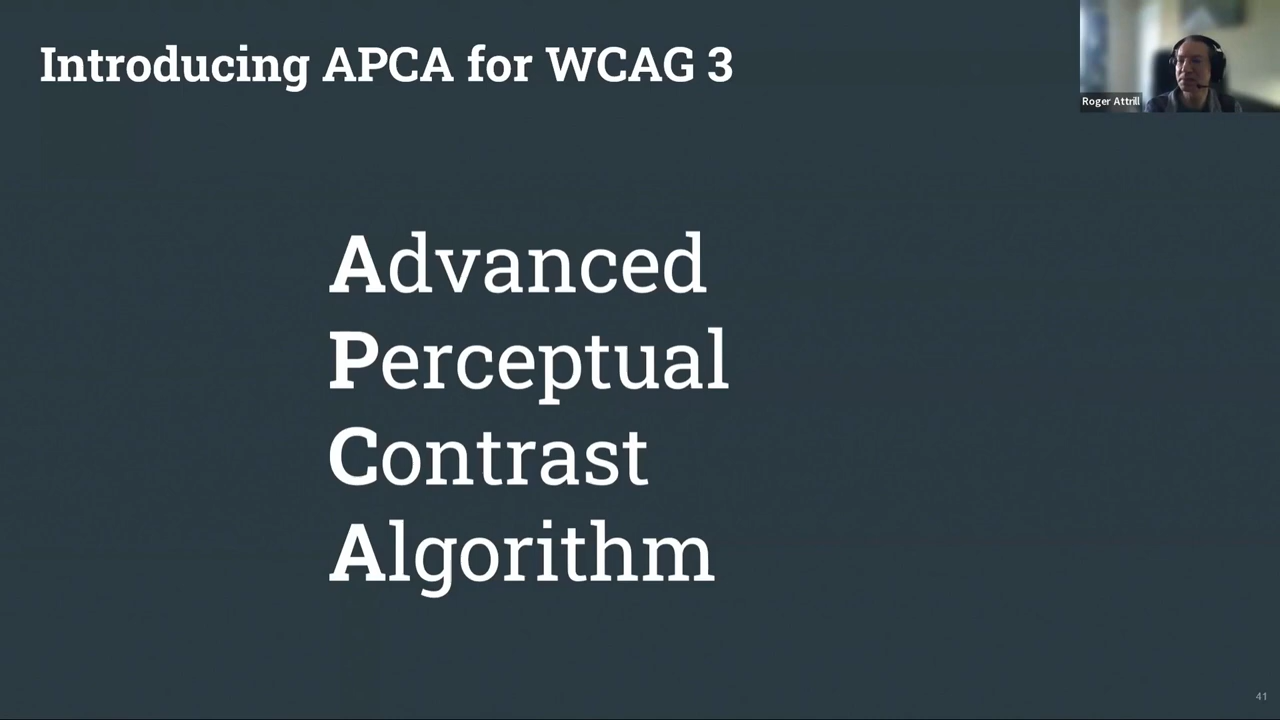 Introducing APCA for WCAG 3
Roger Attrill
Advanced
Perceptual
Contrast
Algorithm
41